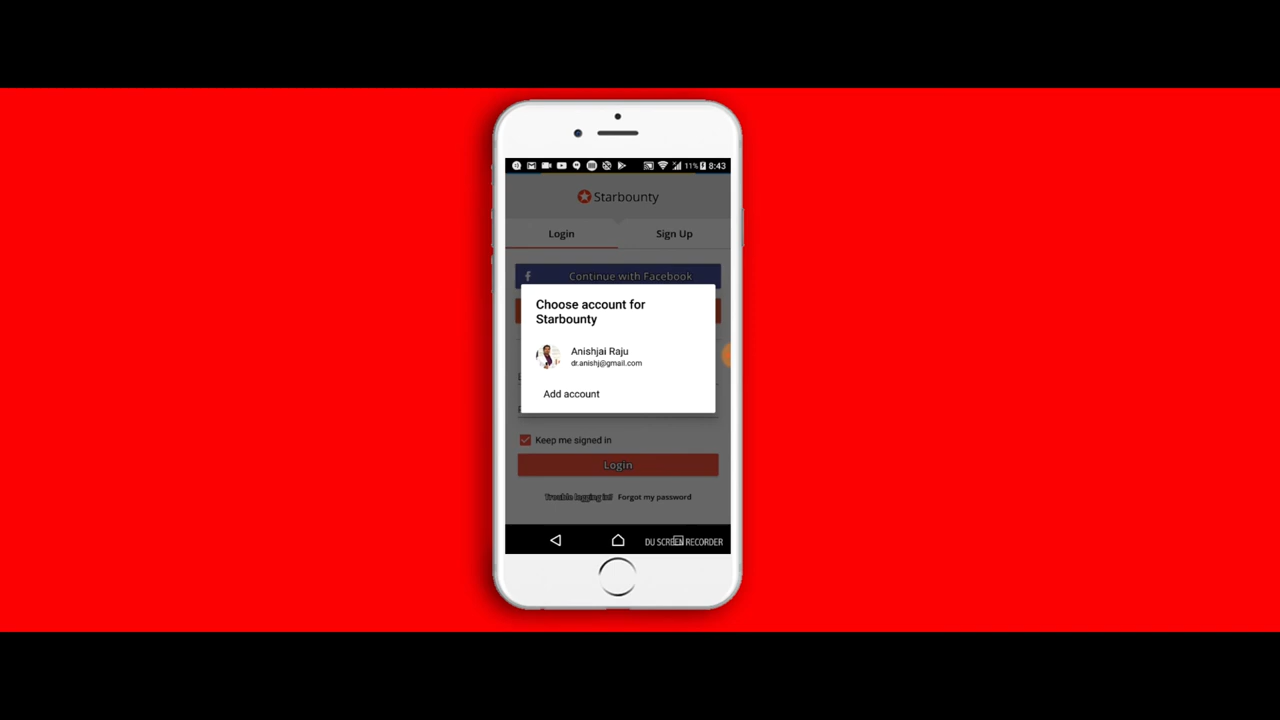 11% 8:43
Starbounty
Login Sign Up
Continue with Facebook
Choose account for
Starbounty
Anishjai Raju
dr.anishj@gmail.com
Add account
Keep me signed in
Login
Trouble logging in? Forgot my password
DU SCREEN RECORDER